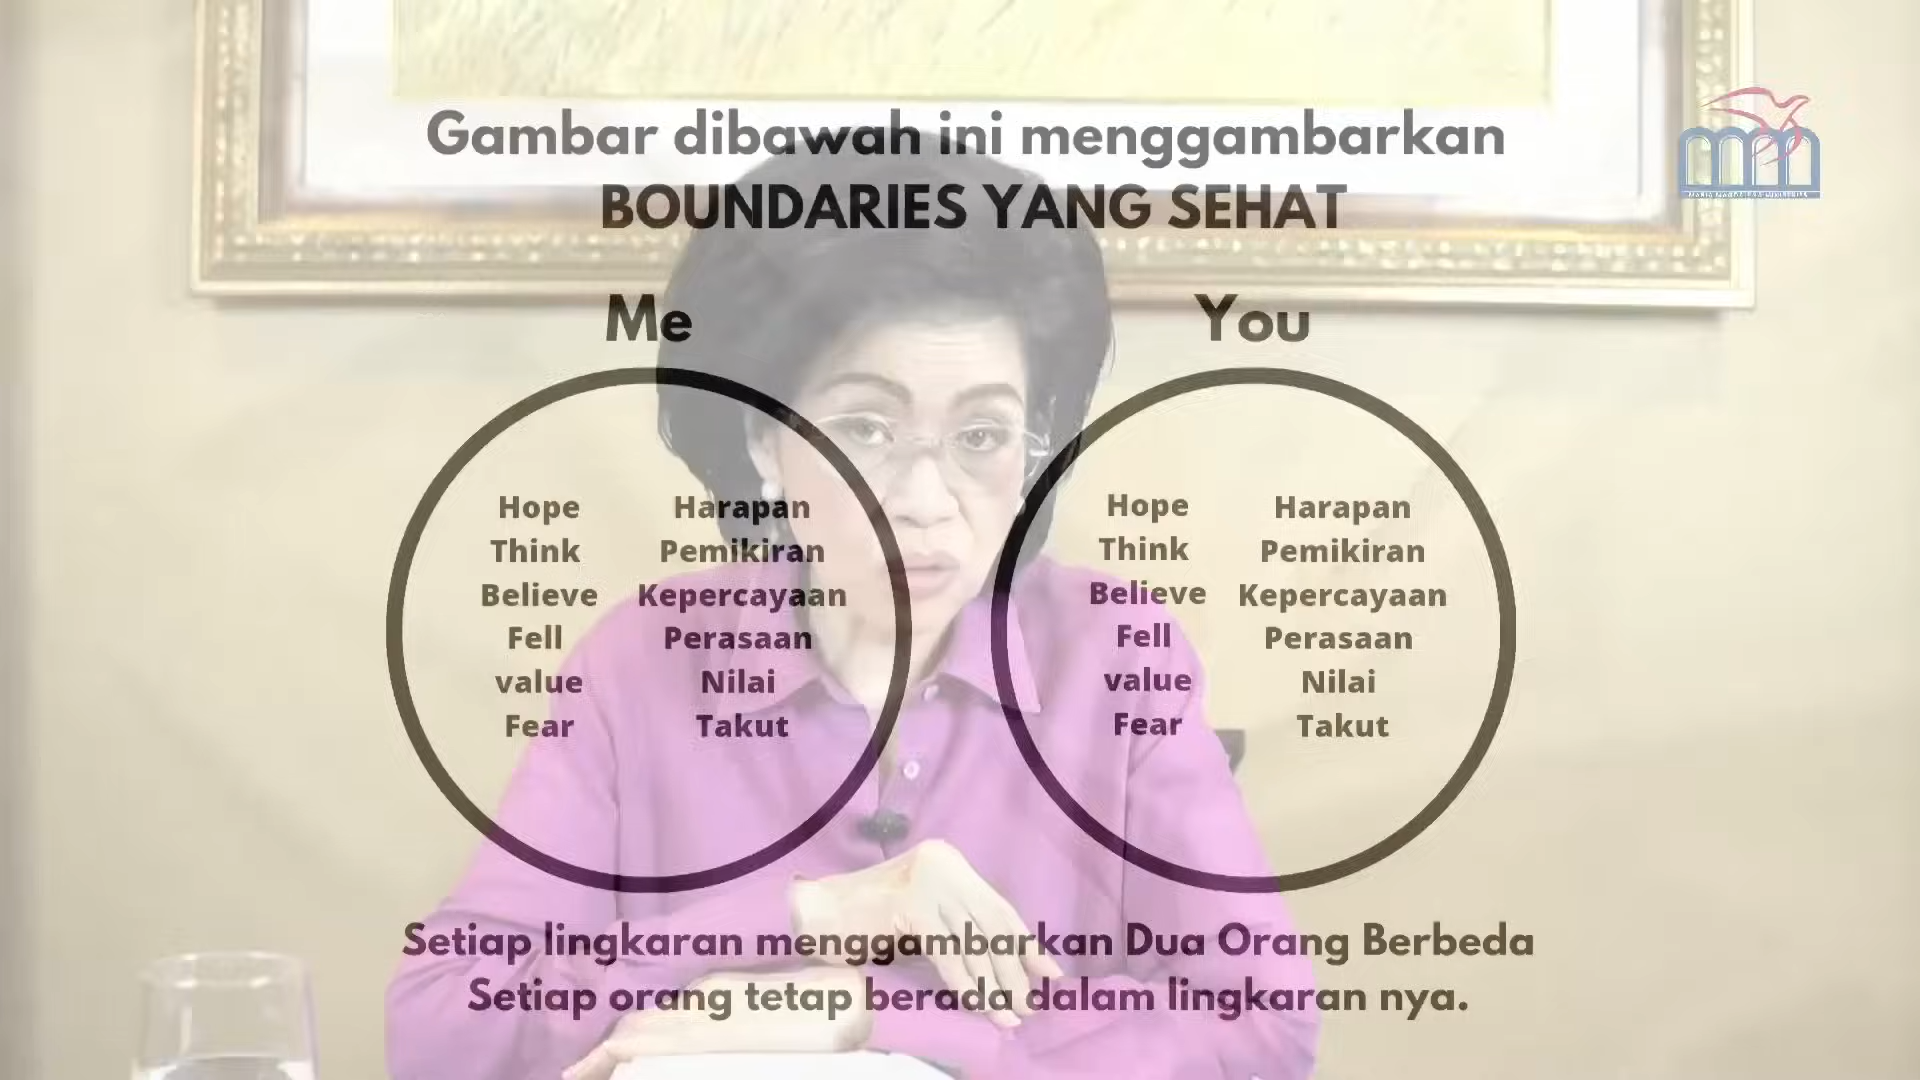 Gambar dibawah ini menggambarkan
BOUNDARIES YANG SEHAT
Me
You
Hope Harapan
Think Pemikiran
Believe Kepercayaan
Fell Perasaan
value Nilai
Fear Takut
Hope Harapan
Think Pemikiran
Believe Kepercayaan
Fell Perasaan
value Nilai
Fear Takut
Setiap lingkaran menggambarkan Dua Orang Berbeda
Setiap orang tetap berada dalam lingkaran nya.